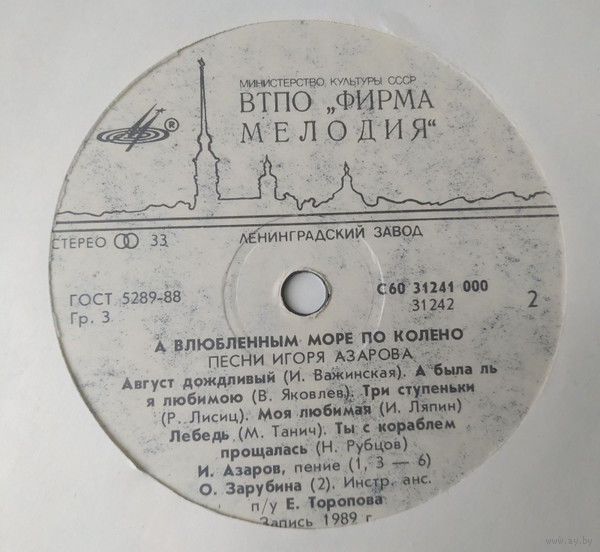 МИНИСТЕРСТВО КУЛЬТУРЫ СССР
ВТПО „ФИРМА
МЕЛОДИЯ“
®
СТЕРЕО 33
ЛЕНИНГРАДСКИЙ ЗАВОД
ГОСТ 5289-88
Гр. 3
С60 31241 000
31242
2
А ВЛЮБЛЕННЫМ МОРЕ ПО КОЛЕНО
ПЕСНИ ИГОРЯ АЗАРОВА
Август дождливый (И. Важинская). А была ль
я любимою (В. Яковлев). Три ступеньки
(Р. Лисиц). Моя любимая (И. Ляпин)
Лебедь (М. Танич). Ты с кораблем
прощалась (Н. Рубцов)
И. Азаров, пение (1, 3 — 6)
О. Зарубина (2). Инстр. анс.
п/у Е. Торопова
Запись 1989 г
www.ay.by